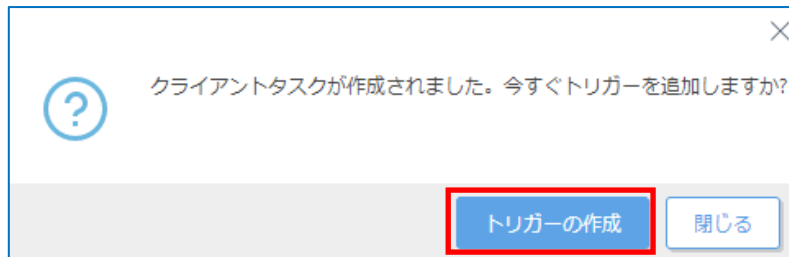 クライアントタスクが作成されました。今すぐトリガーを追加しますか?
トリガーの作成
閉じる